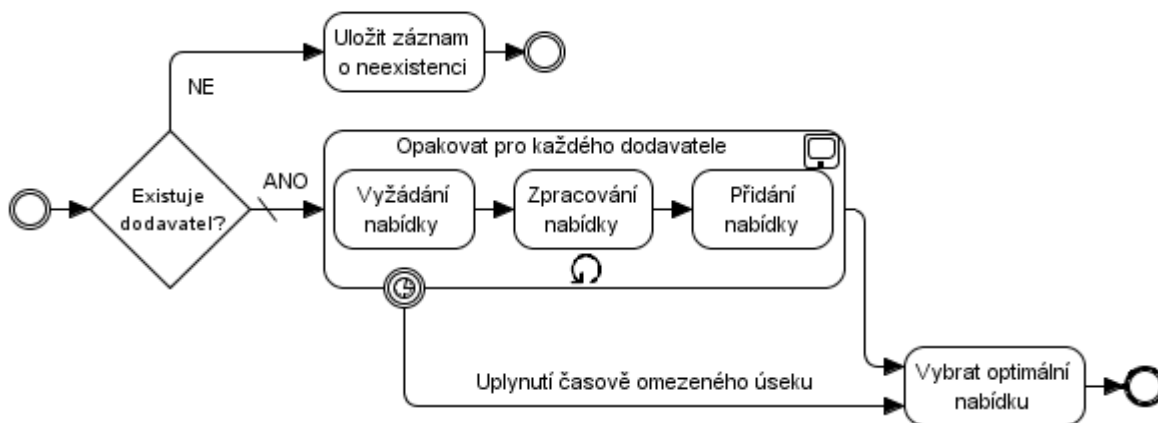 Uložit záznam
o neexistenci
NE
Opakovat pro každého dodavatele
ANO
Existuje
dodavatel?
Vyžádání
nabídky
Zpracování
nabídky
Přidání
nabídky
Uplynutí časově omezeného úseku
Vybrat optimální
nabídku